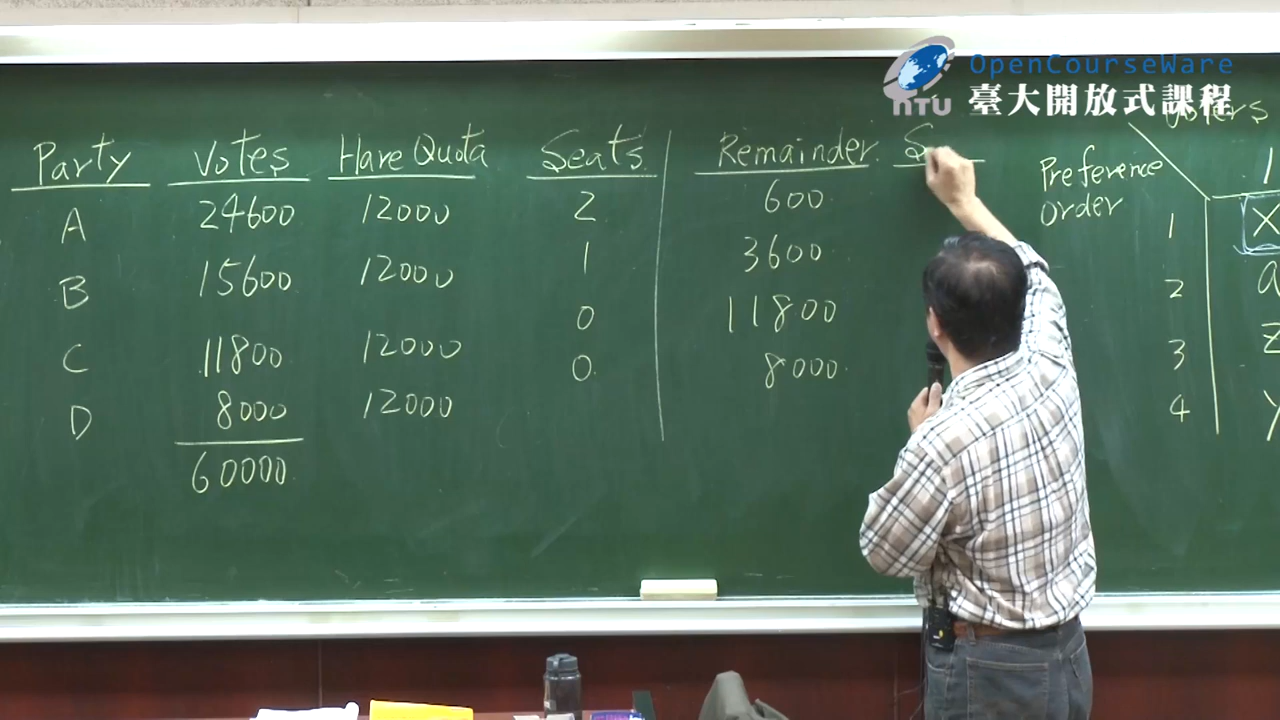 OpenCourseWare
NTU 臺大開放式課程
Party Votes Hare Quota Seats Remainder S
A 24600 12000 2 600
B 15600 12000 1 3600
C 11800 12000 0 11800
D 8000 12000 0 8000
60000
Voters
Preference Order
1
1 X
2 a
3 Z
4 y